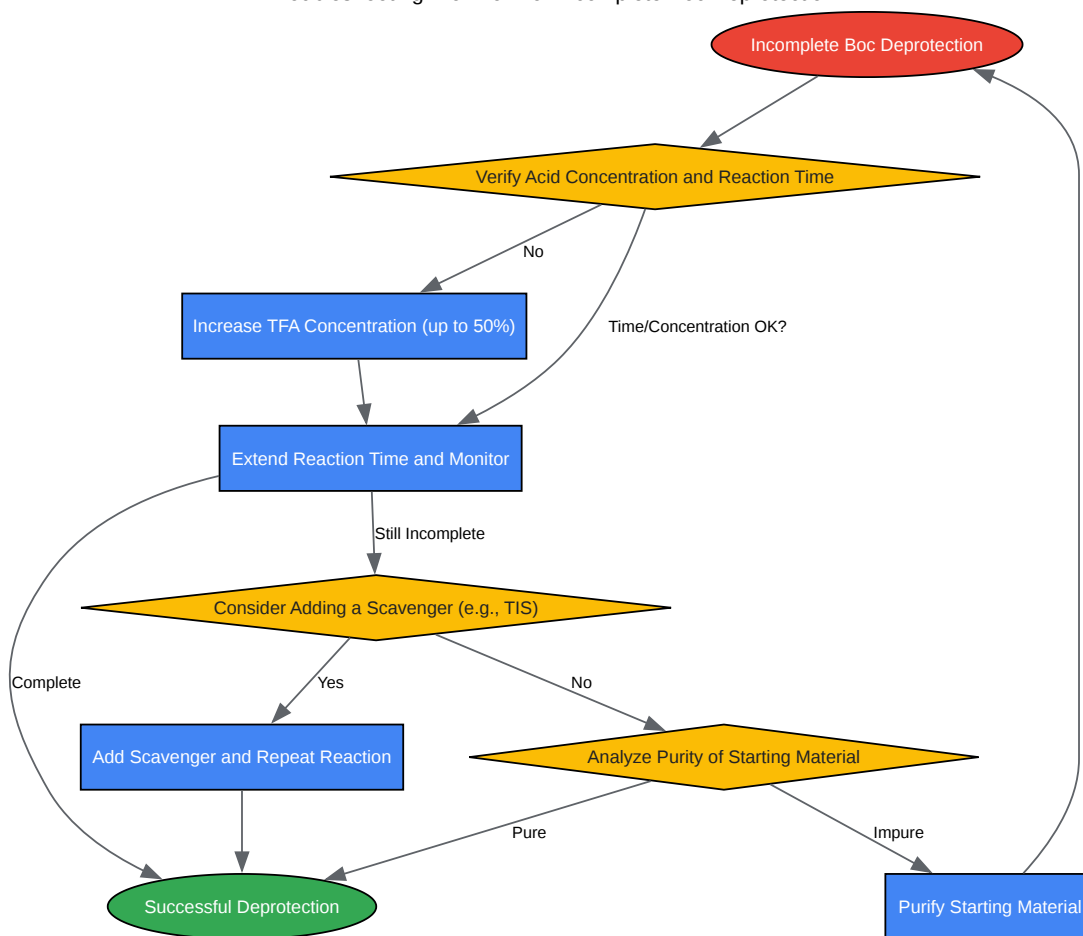 Incomplete Boc Deprotection
Verify Acid Concentration and Reaction Time
No
Increase TFA Concentration (up to 50%)
Time/Concentration OK?
Extend Reaction Time and Monitor
Still Incomplete
Consider Adding a Scavenger (e.g., TIS)
Complete
Yes
No
Add Scavenger and Repeat Reaction
Analyze Purity of Starting Material
Pure
Impure
Successful Deprotection
Purify Starting Material